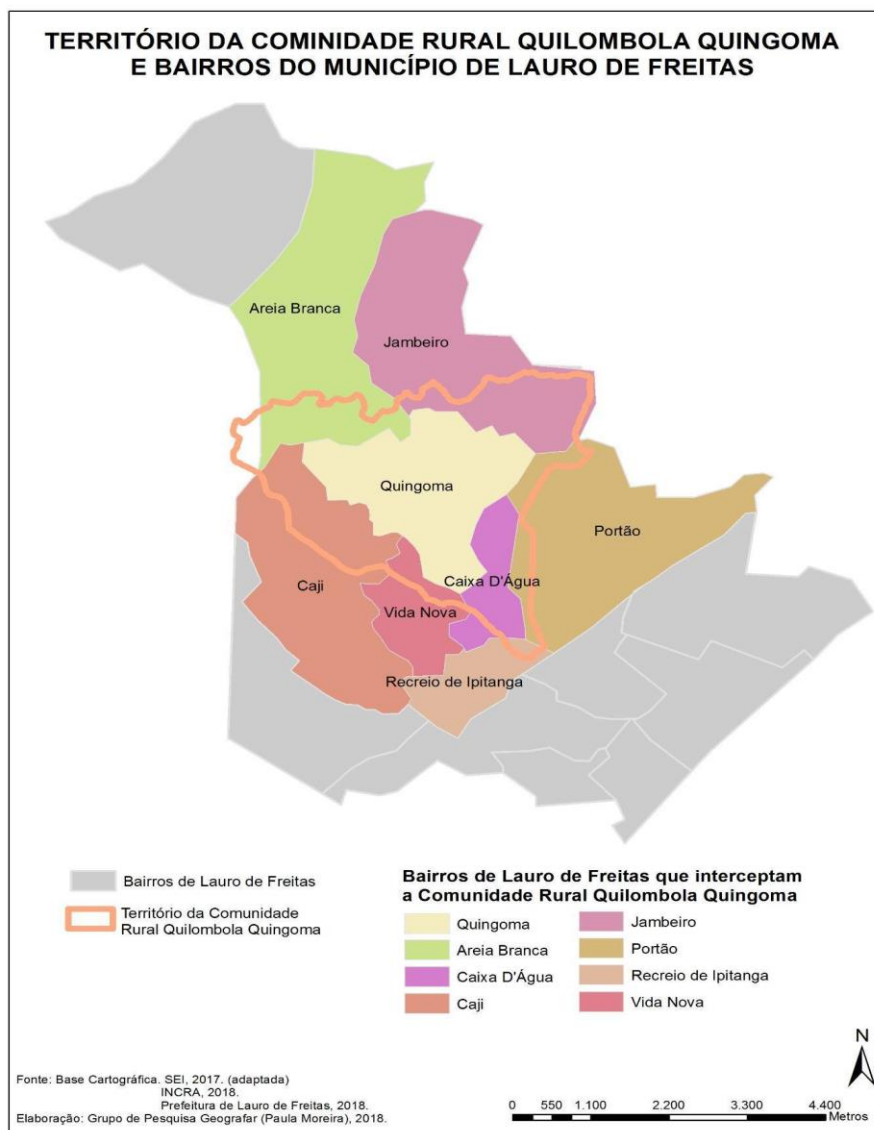 TERRITÓRIO DA COMINIDADE RURAL QUILOMBOLA QUINGOMA
E BAIRROS DO MUNICÍPIO DE LAURO DE FREITAS
Areia Branca
Jambeiro
Quingoma
Portão
Caixa D'Água
Caji
Vida Nova
Recreio de Ipitanga
Bairros de Lauro de Freitas
Território da Comunidade
Rural Quilombola Quingoma
Bairros de Lauro de Freitas que interceptam
a Comunidade Rural Quilombola Quingoma
Quingoma
Areia Branca
Caixa D'Água
Caji
Jambeiro
Portão
Recreio de Ipitanga
Vida Nova
N
Fonte: Base Cartográfica. SEI, 2017. (adaptada)
INCRA, 2018.
Prefeitura de Lauro de Freitas, 2018.
Elaboração: Grupo de Pesquisa Geografar (Paula Moreira), 2018.
0 550 1.100 2.200 3.300 4.400
Metros